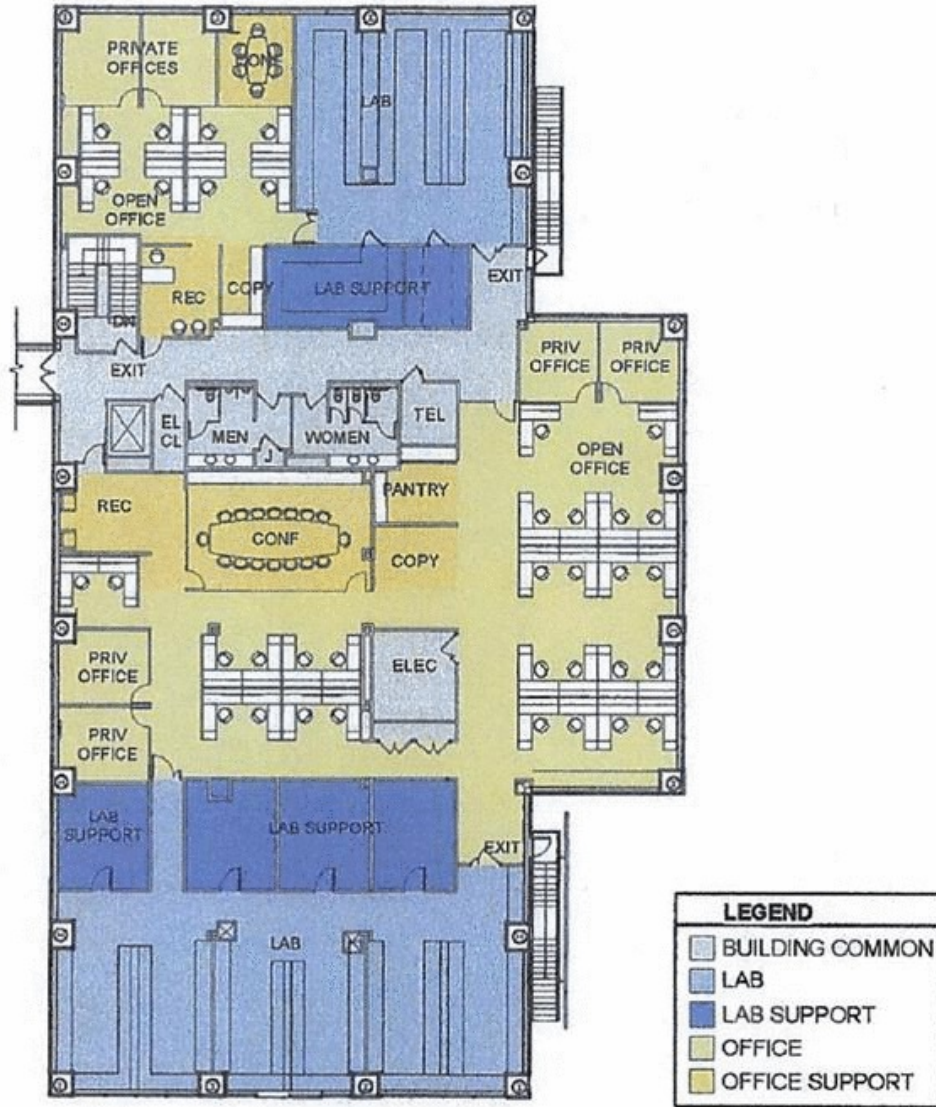 PRIVATE
OFFICES
CONF
LAB
OPEN
OFFICE
REC
COPY
LAB SUPPORT
EXIT
DN
EXIT
PRIV
OFFICE
PRIV
OFFICE
EL
CL
MEN
J
WOMEN
TEL
OPEN
OFFICE
REC
CONF
PANTRY
COPY
PRIV
OFFICE
ELEC
PRIV
OFFICE
LAB
SUPPORT
LAB SUPPORT
EXIT
LAB
LEGEND
BUILDING COMMON
LAB
LAB SUPPORT
OFFICE
OFFICE SUPPORT